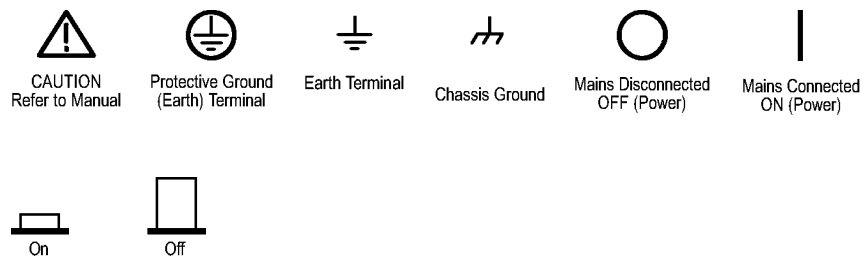 CAUTION
Refer to Manual
Protective Ground
(Earth) Terminal
Earth Terminal
Chassis Ground
Mains Disconnected
OFF (Power)
Mains Connected
ON (Power)
On
Off